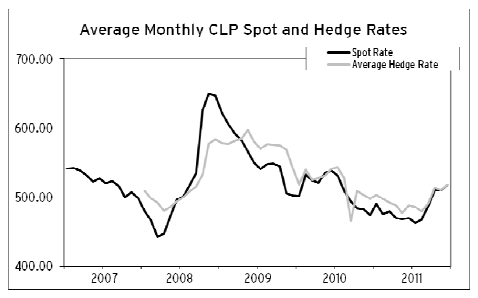 Average Monthly CLP Spot and Hedge Rates
Spot Rate
Average Hedge Rate
700.00
600.00
500.00
400.00
2007 2008 2009 2010 2011